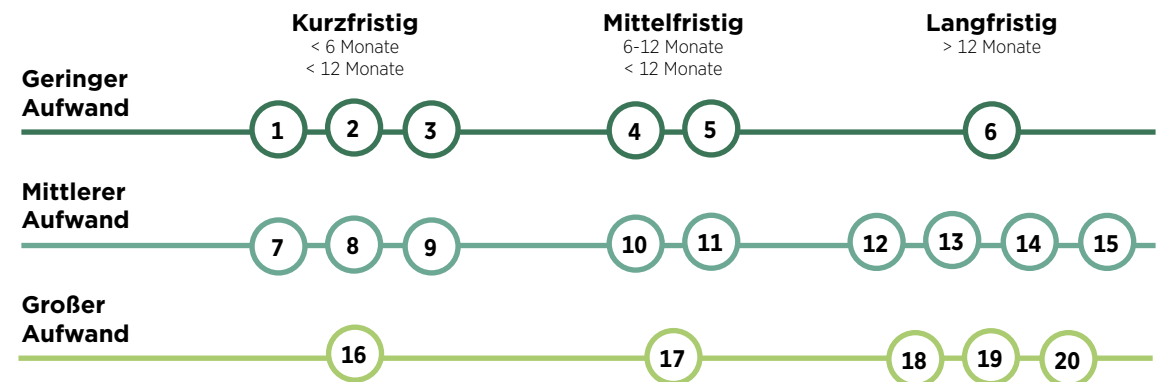 Kurzfristig
< 6 Monate
< 12 Monate
Mittelfristig
6-12 Monate
< 12 Monate
Langfristig
> 12 Monate
Geringer
Aufwand
1 2 3 4 5 6
Mittlerer
Aufwand
7 8 9 10 11 12 13 14 15
Großer
Aufwand
16 17 18 19 20